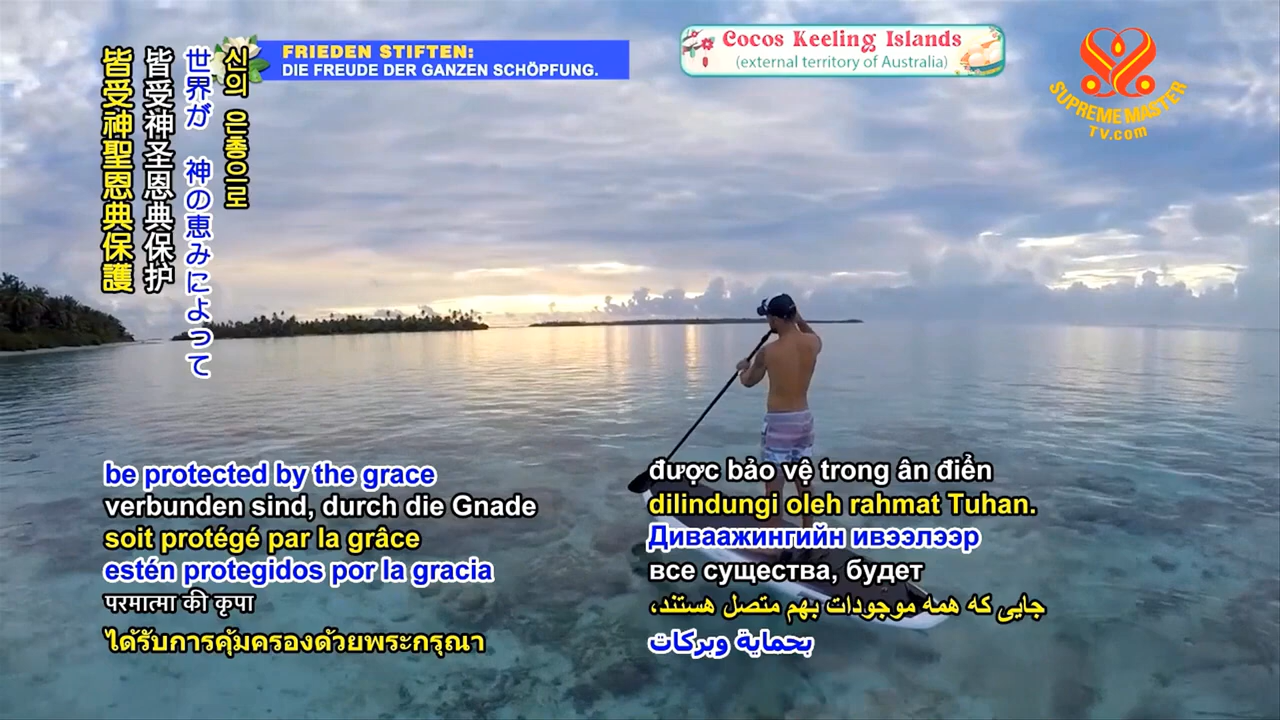 FRIEDEN STIFTEN:
DIE FREUDE DER GANZEN SCHÖPFUNG.
Cocos Keeling Islands
(external territory of Australia)
SUPREME MASTER
TV.com
신의 은총으로
世界が 神の恵みによって
皆受神圣恩典保护
皆受神聖恩典保護
be protected by the grace
verbunden sind, durch die Gnade
soit protégé par la grâce
estén protegidos por la gracia
परमात्मा की कृपा
ได้รับการคุ้มครองด้วยพระกรุณา
được bảo vệ trong ân điển
dilindungi oleh rahmat Tuhan.
Диваажингийн ивээлээр
все существа, будет
جایی که همه موجودات بهم متصل هستند،
بحماية وبركات